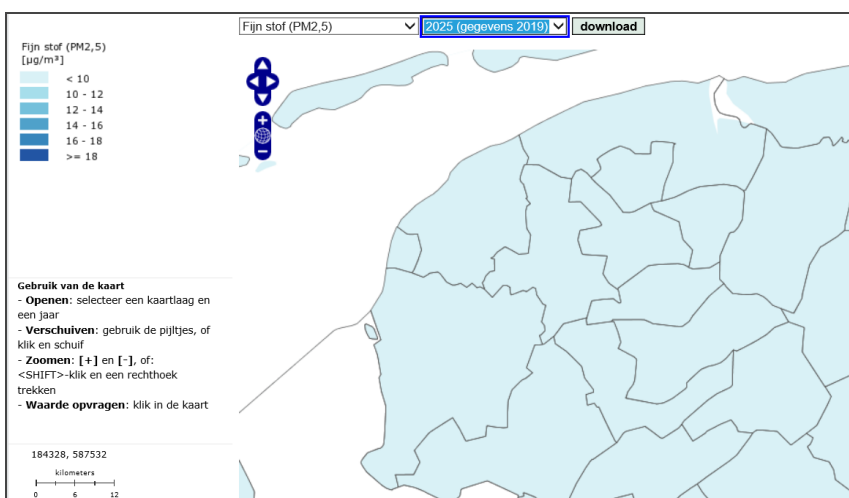 Fijn stof (PM2,5)
2025 (gegevens 2019)
download
Fijn stof (PM2,5)
[µg/m³]
< 10
10 - 12
12 - 14
14 - 16
16 - 18
>= 18
Gebruik van de kaart
- Openen: selecteer een kaartlaag en
een jaar
- Verschuiven: gebruik de pijltjes, of
klik en schuif
- Zoomen: [+] en [-], of:
<SHIFT>-klik en een rechthoek
trekken
- Waarde opvragen: klik in de kaart
184328, 587532
kilometers
0 6 12